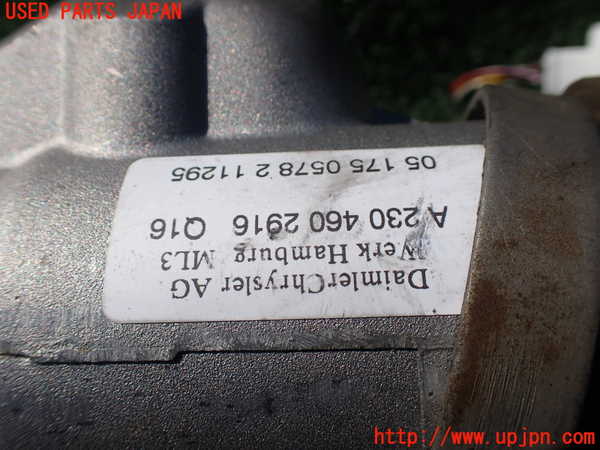 USED PARTS JAPAN
DaimlerChrysler AG
Werk Hamburg ML3
A 230 460 2916 Q16
05 175 0578 2 11295
http://www.upjpn.com/